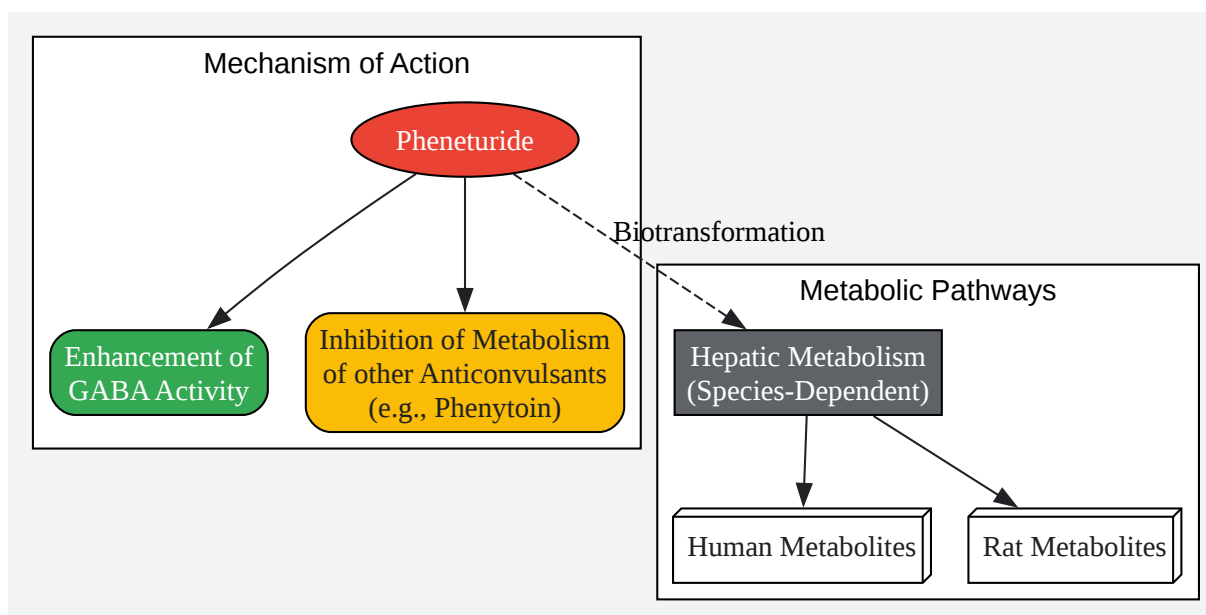 Mechanism of Action
Pheneturide
Biotransformation
Enhancement of
GABA Activity
Inhibition of Metabolism
of other Anticonvulsants
(e.g., Phenytoin)
Metabolic Pathways
Hepatic Metabolism
(Species-Dependent)
Human Metabolites
Rat Metabolites